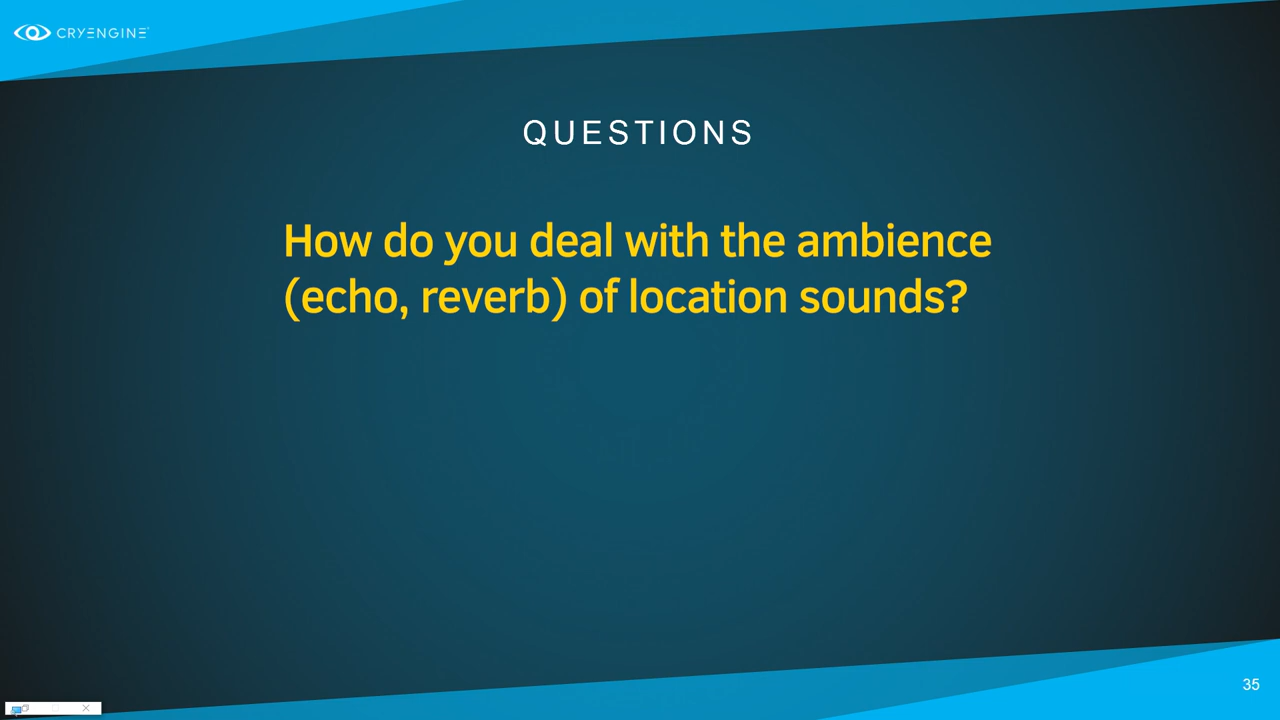 CRYENGINE
QUESTIONS
How do you deal with the ambience
(echo, reverb) of location sounds?
35